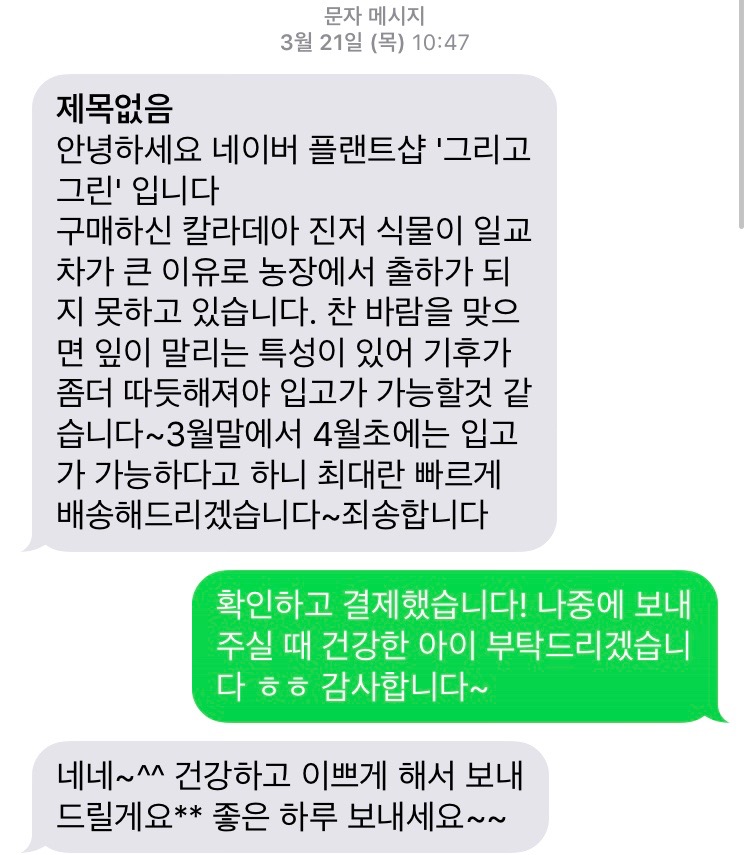 문자 메시지
3월 21일 (목) 10:47
제목없음
안녕하세요 네이버 플랜트샵 '그리고
그린' 입니다
구매하신 칼라데아 진저 식물이 일교
차가 큰 이유로 농장에서 출하가 되
지 못하고 있습니다. 찬 바람을 맞으
면 잎이 말리는 특성이 있어 기후가
좀더 따듯해져야 입고가 가능할것 같
습니다~3월말에서 4월초에는 입고
가 가능하다고 하니 최대란 빠르게
배송해드리겠습니다~죄송합니다
확인하고 결제했습니다! 나중에 보내
주실 때 건강한 아이 부탁드리겠습니
다 ㅎㅎ 감사합니다~
네네~^^ 건강하고 이쁘게 해서 보내
드릴게요** 좋은 하루 보내세요~~